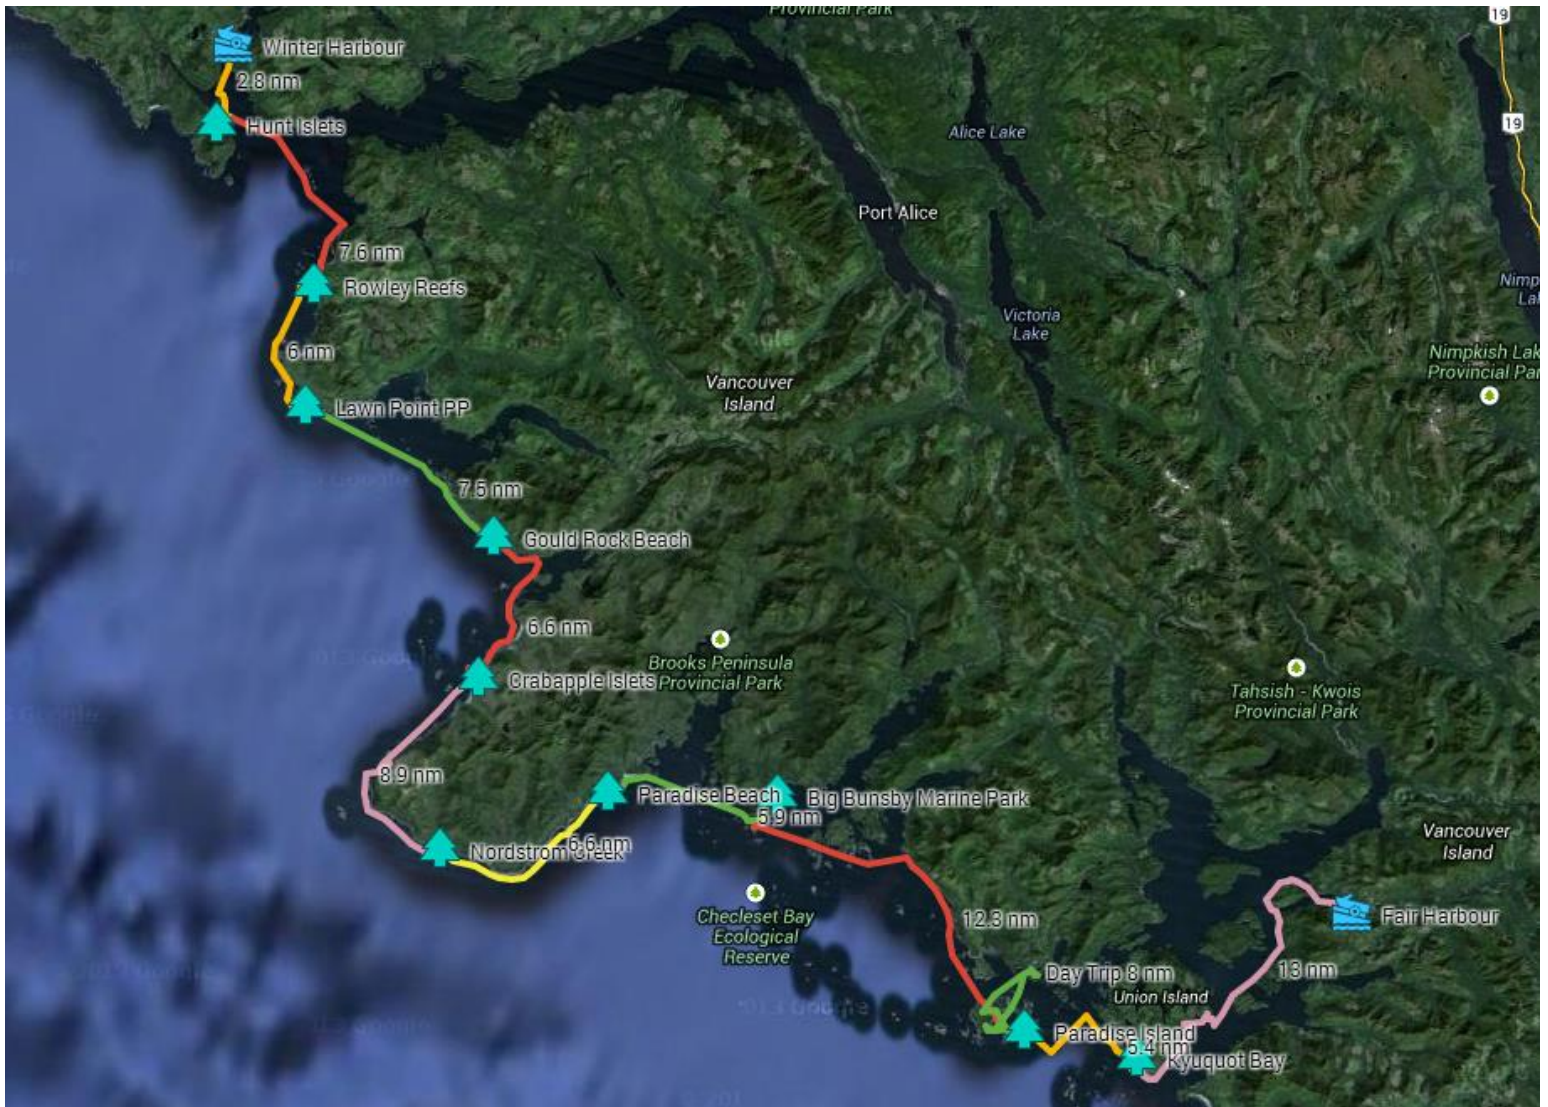 Provincial Park
19
Winter Harbour
2.8 nm
Hunt Islets
19
Alice Lake
Port Alice
7.6 nm
Rowley Reefs
Victoria
Lake
6 nm
Nimpkish Lak
Provincial Par
Vancouver
Island
Lawn Point PP
7.5 nm
Gould Rock Beach
6.6 nm
Brooks Peninsula
Provincial Park
Crabapple Islets
Tahsish - Kwois
Provincial Park
8.9 nm
Paradise Beach
Big Bunsby Marine Park
5.9 nm
6.6 nm
Nordstrom Creek
Vancouver
Island
Checleset Bay
Ecological
Reserve
12.3 nm
Fair Harbour
Day Trip 8 nm
13 nm
Union Island
Paradise Island
5.4 nm
Kyuquot Bay